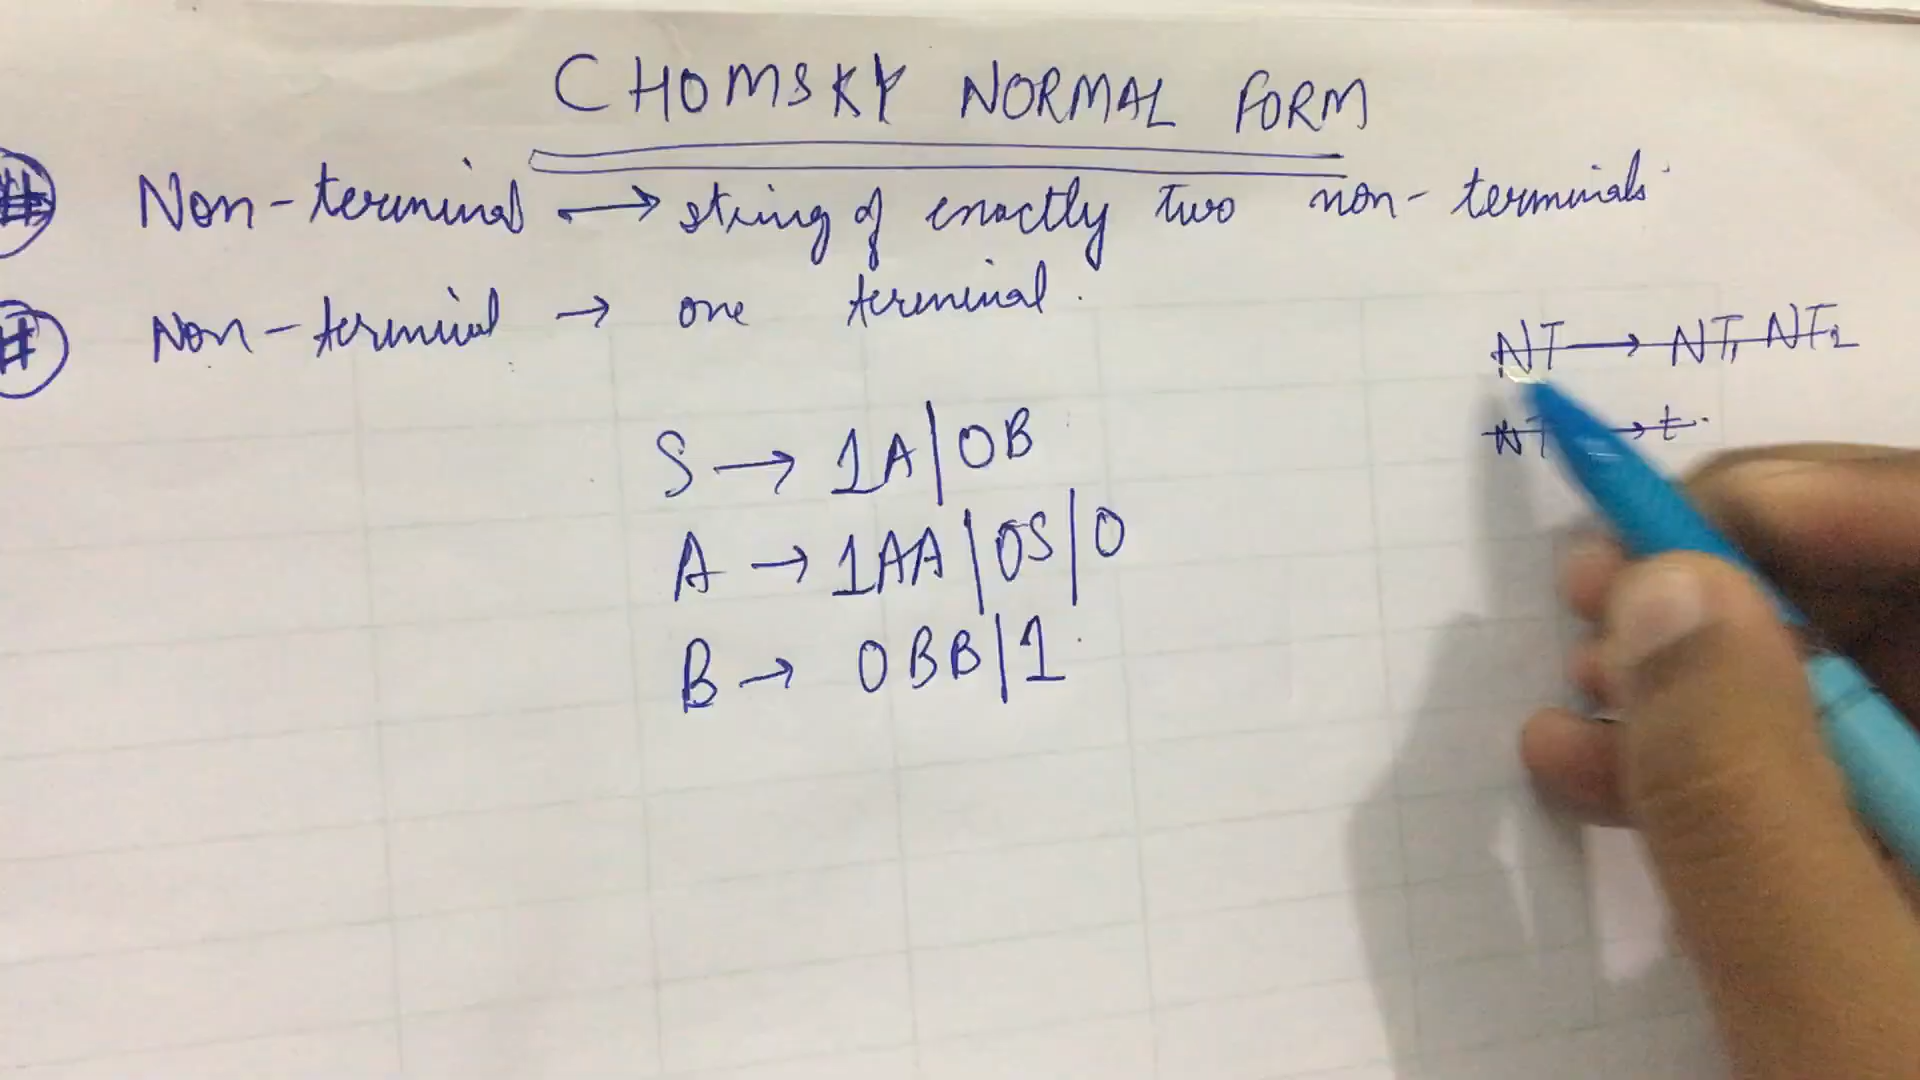 CHOMSKY NORMAL FORM
# Non-terminal → string of exactly two non-terminals
# Non-terminal → one terminal.
NT → NT1 NT2
NT → t
S → 1A|0B
A → 1AA|0S|0
B → 0BB|1